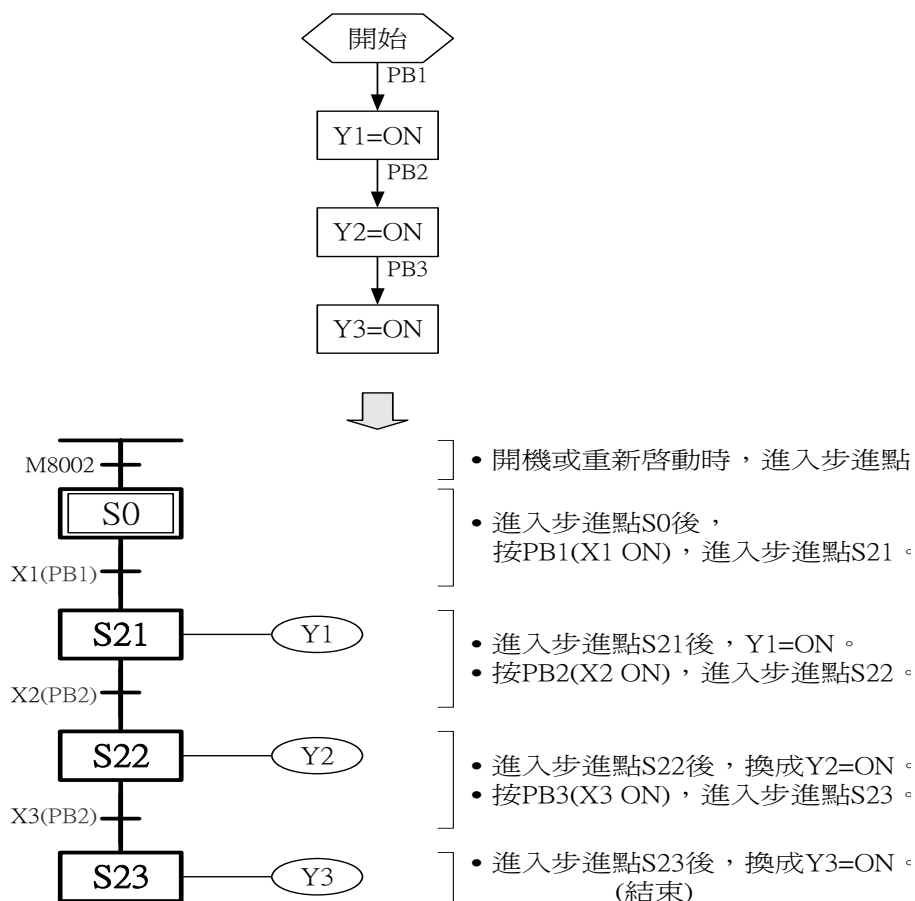 開始
PB1
Y1=ON
PB2
Y2=ON
PB3
Y3=ON
M8002
• 開機或重新啓動時，進入步進點
S0
• 進入步進點S0後，
按PB1(X1 ON)，進入步進點S21。
X1(PB1)
S21
Y1
• 進入步進點S21後，Y1=ON。
• 按PB2(X2 ON)，進入步進點S22。
X2(PB2)
S22
Y2
• 進入步進點S22後，換成Y2=ON。
• 按PB3(X3 ON)，進入步進點S23。
X3(PB2)
S23
Y3
• 進入步進點S23後，換成Y3=ON。
(結束)